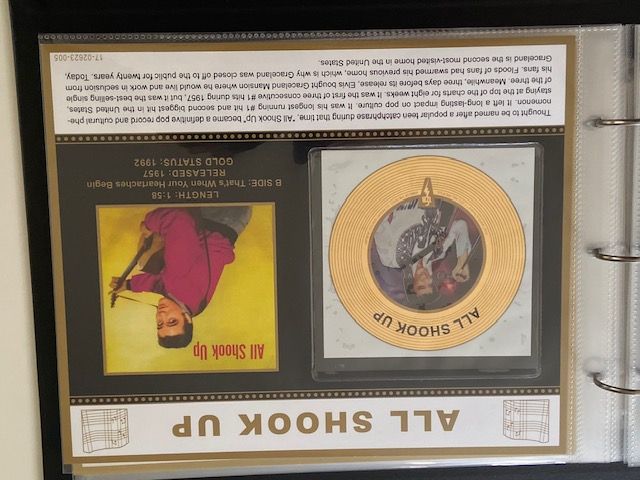 ALL SHOOK UP
ALL SHOOK UP
All Shook Up
LENGTH: 1:58
B SIDE: That's When Your Heartaches Begin
RELEASED: 1957
GOLD STATUS: 1992
Thought to be named after a popular teen catchphrase during that time, "All Shook Up" became a definitive pop record and cultural phe-
nomenon. It left a long-lasting impact on pop culture. It was his longest running #1 hit and second biggest hit in the United States,
staying at the top of the charts for eight weeks. It was the first of three consecutive #1 hits during 1957, but it was the best-selling single
of the three. Meanwhile, three days before its release, Elvis bought Graceland Mansion where he would live and work in seclusion from
his fans. Floods of fans had swarmed his previous home, which is why Graceland was closed off to the public for twenty years. Today,
Graceland is the second most-visited home in the United States.
17-02623-005